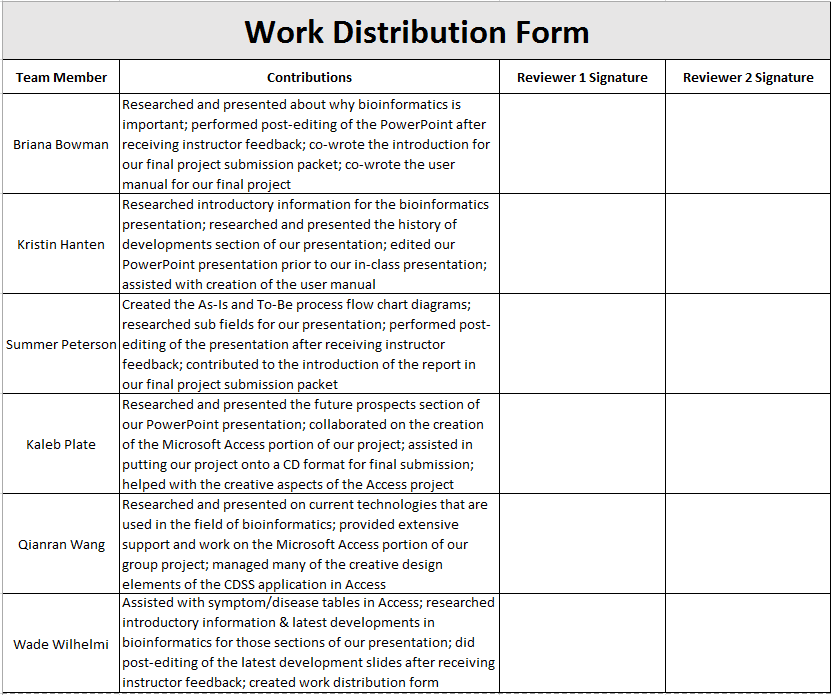 Work Distribution Form
Team Member
Contributions
Reviewer 1 Signature
Reviewer 2 Signature
Briana Bowman
Researched and presented about why bioinformatics is
important; performed post-editing of the PowerPoint after
receiving instructor feedback; co-wrote the introduction for
our final project submission packet; co-wrote the user
manual for our final project
Kristin Hanten
Researched introductory information for the bioinformatics
presentation; researched and presented the history of
developments section of our presentation; edited our
PowerPoint presentation prior to our in-class presentation;
assisted with creation of the user manual
Summer Peterson
Created the As-Is and To-Be process flow chart diagrams;
researched sub fields for our presentation; performed post-
editing of the presentation after receiving instructor
feedback; contributed to the introduction of the report in
our final project submission packet
Kaleb Plate
Researched and presented the future prospects section of
our PowerPoint presentation; collaborated on the creation
of the Microsoft Access portion of our project; assisted in
putting our project onto a CD format for final submission;
helped with the creative aspects of the Access project
Qianran Wang
Researched and presented on current technologies that are
used in the field of bioinformatics; provided extensive
support and work on the Microsoft Access portion of our
group project; managed many of the creative design
elements of the CDSS application in Access
Wade Wilhelmi
Assisted with symptom/disease tables in Access; researched
introductory information & latest developments in
bioinformatics for those sections of our presentation; did
post-editing of the latest development slides after receiving
instructor feedback; created work distribution form